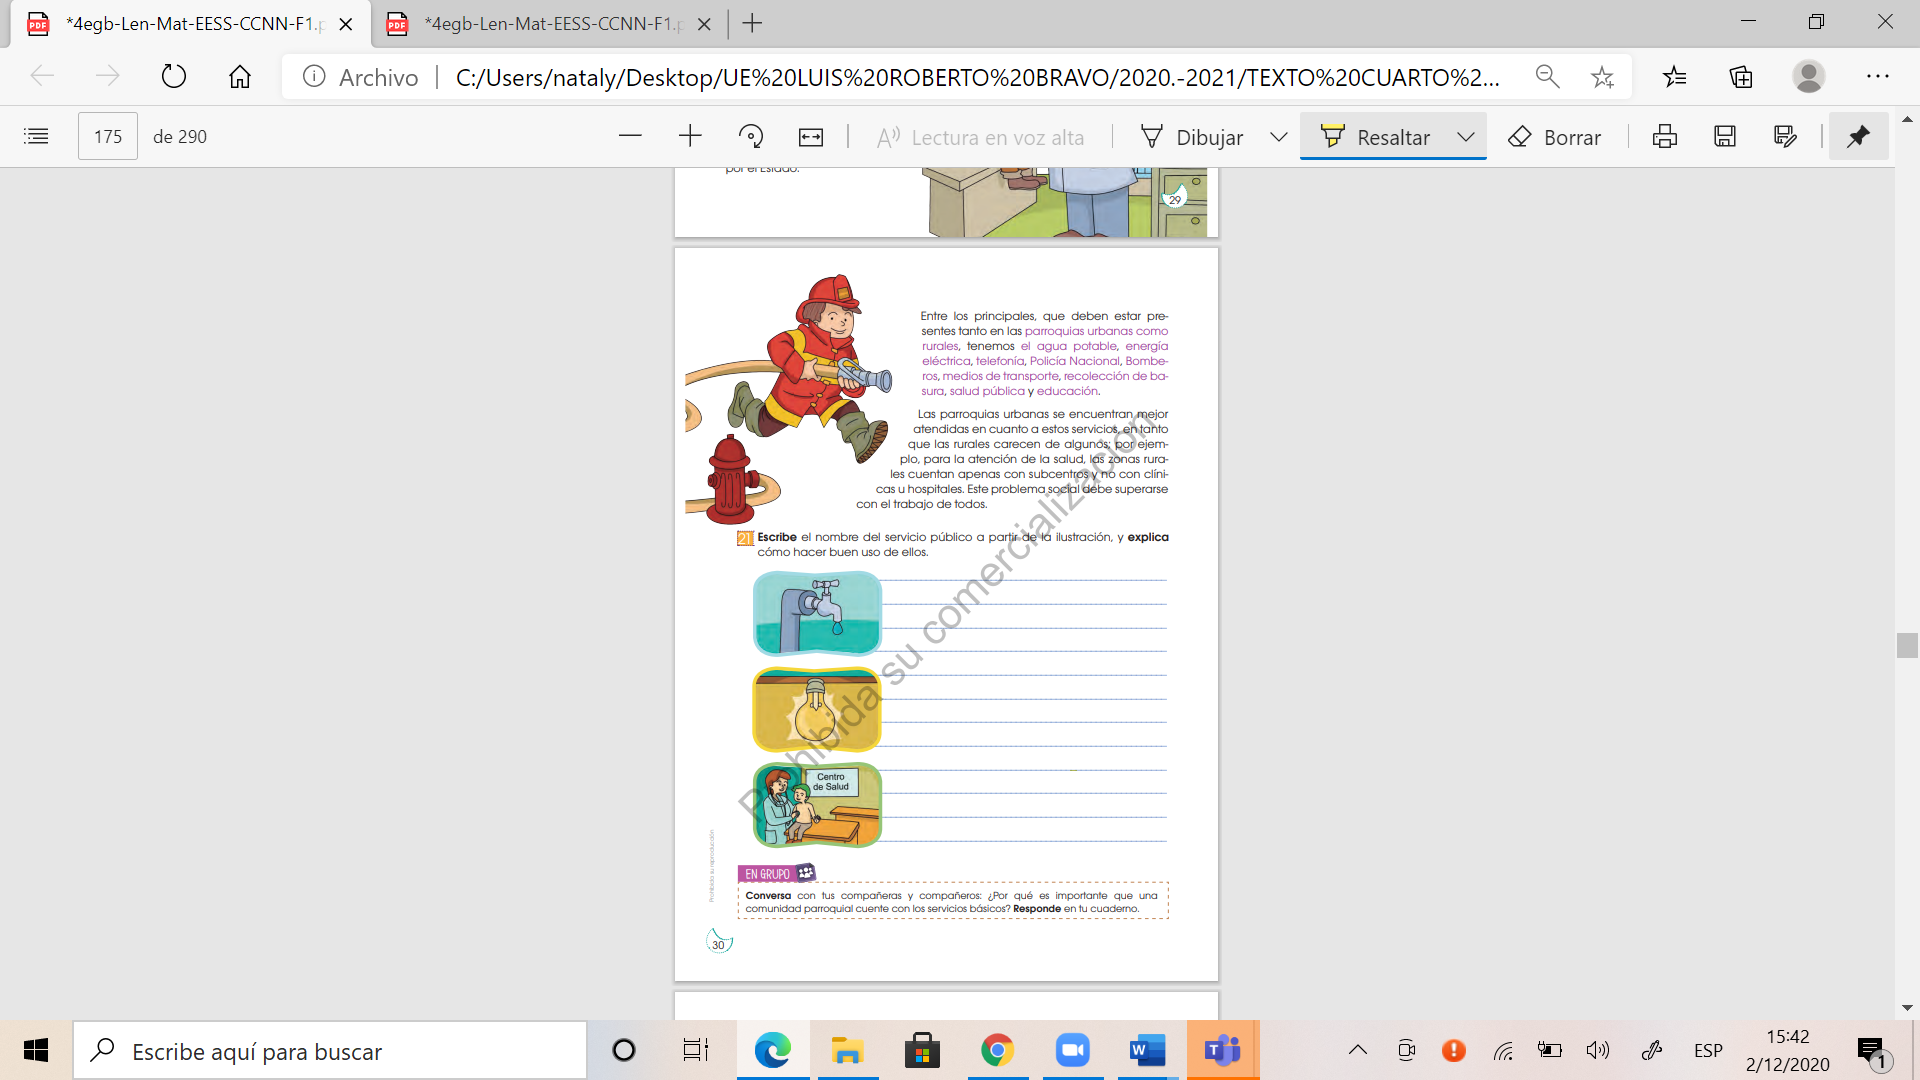 *4egb-Len-Mat-EESS-CCNN-F1.p
*4egb-Len-Mat-EESS-CCNN-F1.p
Archivo
C:/Users/nataly/Desktop/UE%20LUIS%20ROBERTO%20BRAVO/2020.-2021/TEXTO%20CUARTO%2...
175 de 290
Lectura en voz alta
Dibujar
Resaltar
Borrar
por el Estado.
29
Entre los principales, que deben estar pre-
sentes tanto en las parroquias urbanas como
rurales, tenemos el agua potable, energía
eléctrica, telefonía, Policía Nacional, Bombe-
ros, medios de transporte, recolección de ba-
sura, salud pública y educación.
Las parroquias urbanas se encuentran mejor
atendidas en cuanto a estos servicios, en tanto
que las rurales carecen de algunos; por ejem-
plo, para la atención de la salud, las zonas rura-
les cuentan apenas con subcentros y no con clíni-
cas u hospitales. Este problema social debe superarse
con el trabajo de todos.
21 Escribe el nombre del servicio público a partir de la ilustración, y explica
cómo hacer buen uso de ellos.
Centro
de Salud
Prohibida su comercialización
Prohibida su reproducción
EN GRUPO
Conversa con tus compañeras y compañeros: ¿Por qué es importante que una
comunidad parroquial cuente con los servicios básicos? Responde en tu cuaderno.
30
Escribe aquí para buscar
ESP
15:42
2/12/2020
1